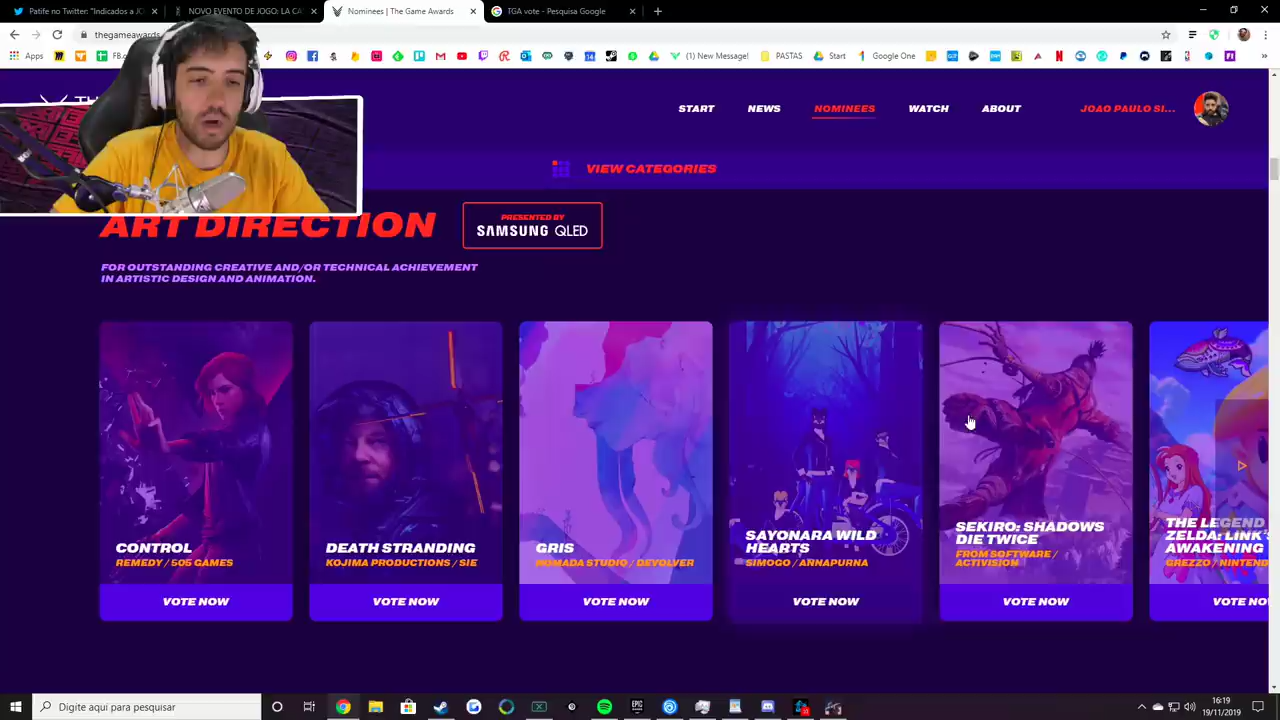 Patife no Twitter: "Indicados a JO
NOVO EVENTO DE JOGO: LA CA
Nominees | The Game Awards
TGA vote - Pesquisa Google
thegameawards
Apps
FB.c
(1) New Message!
PASTAS
Start
Google One
START
NEWS
NOMINEES
WATCH
ABOUT
JOAO PAULO SI...
VIEW CATEGORIES
ART DIRECTION
PRESENTED BY
SAMSUNG QLED
FOR OUTSTANDING CREATIVE AND/OR TECHNICAL ACHIEVEMENT
IN ARTISTIC DESIGN AND ANIMATION.
CONTROL
REMEDY / 505 GAMES
VOTE NOW
DEATH STRANDING
KOJIMA PRODUCTIONS / SIE
VOTE NOW
GRIS
NOMADA STUDIO / DEVOLVER
VOTE NOW
SAYONARA WILD
HEARTS
SIMOGO / ANNAPURNA
VOTE NOW
SEKIRO: SHADOWS
DIE TWICE
FROM SOFTWARE /
ACTIVISION
VOTE NOW
THE LEGEND
ZELDA: LINK'S
AWAKENING
GREZZO / NINTEND
VOTE NO
Digite aqui para pesquisar
16:19
19/11/2019